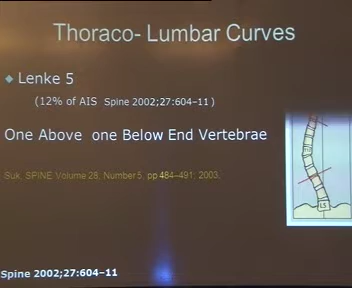 Thoraco- Lumbar Curves
Lenke 5
(12% of AIS Spine 2002;27:604–11)
One Above one Below End Vertebrae
Suk, SPINE Volume 28, Number 5, pp 484–491; 2003.
L5
Spine 2002;27:604–11